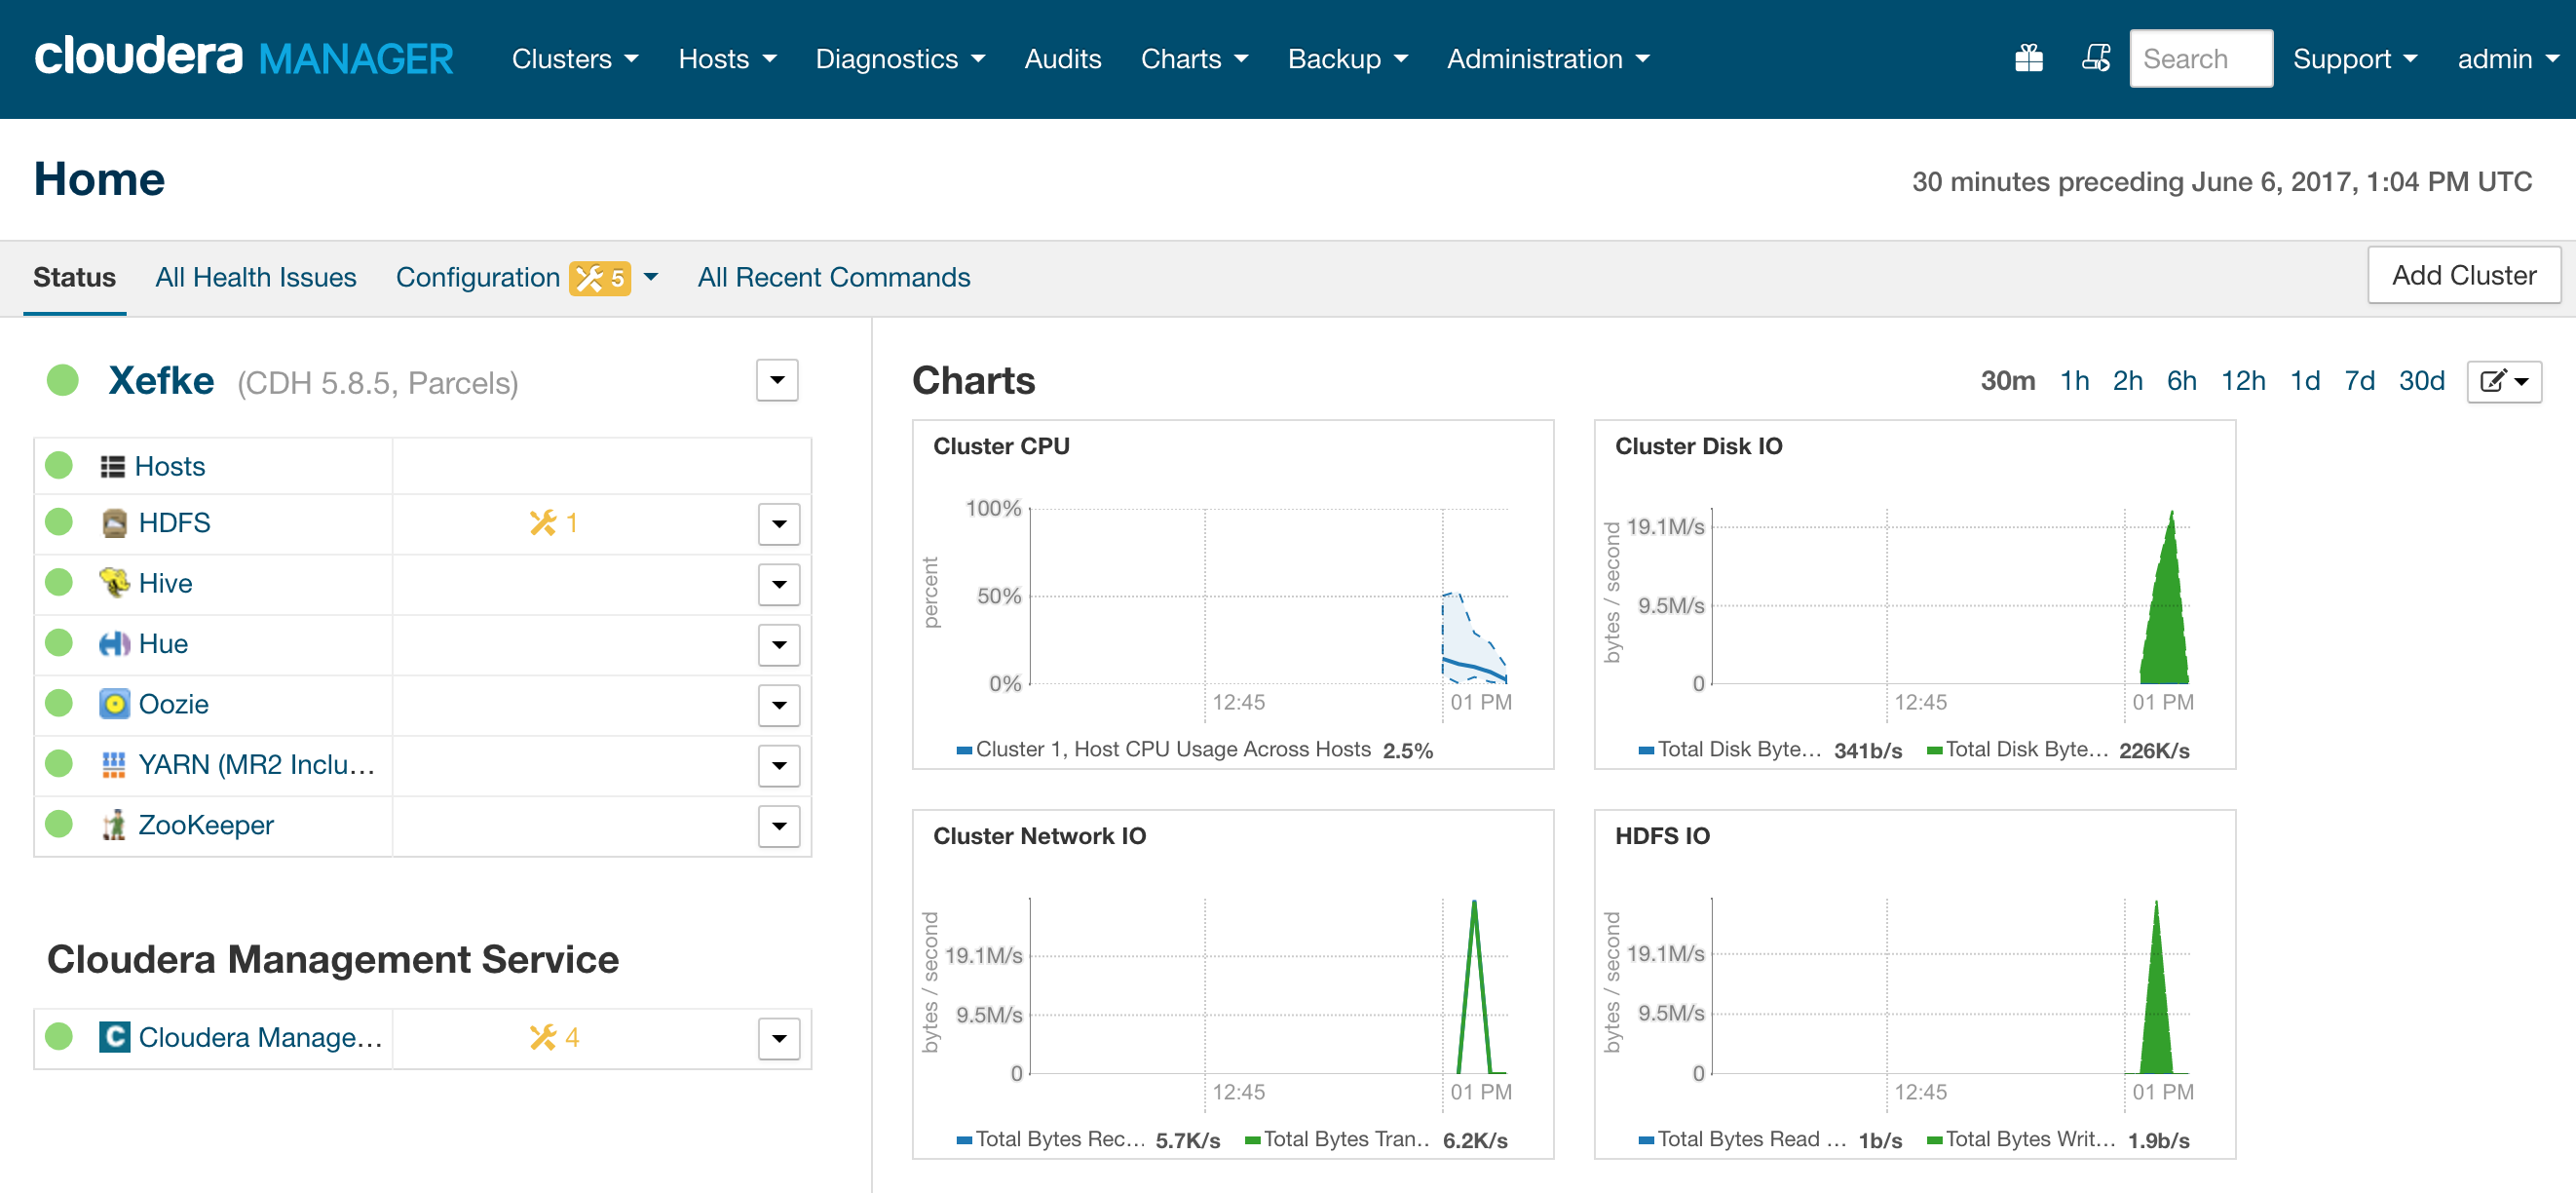 cloudera MANAGER Clusters Hosts Diagnostics Audits Charts Backup Administration Search Support admin
Home
30 minutes preceding June 6, 2017, 1:04 PM UTC
Status All Health Issues Configuration 5 All Recent Commands Add Cluster
Xefke (CDH 5.8.5, Parcels)
Hosts
HDFS 1
Hive
Hue
Oozie
YARN (MR2 Inclu...
ZooKeeper
Cloudera Management Service
C Cloudera Manage... 4
Charts
30m 1h 2h 6h 12h 1d 7d 30d
Cluster CPU
percent
100%
50%
0%
12:45 01 PM
Cluster 1, Host CPU Usage Across Hosts 2.5%
Cluster Disk IO
bytes / second
19.1M/s
9.5M/s
0
12:45 01 PM
Total Disk Byte... 341b/s Total Disk Byte... 226K/s
Cluster Network IO
bytes / second
19.1M/s
9.5M/s
0
12:45 01 PM
Total Bytes Rec... 5.7K/s Total Bytes Tran.. 6.2K/s
HDFS IO
bytes / second
19.1M/s
9.5M/s
0
12:45 01 PM
Total Bytes Read ... 1b/s Total Bytes Writ... 1.9b/s